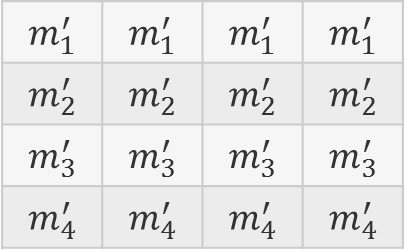 m′₁ m′₁ m′₁ m′₁
m′₂ m′₂ m′₂ m′₂
m′₃ m′₃ m′₃ m′₃
m′₄ m′₄ m′₄ m′₄